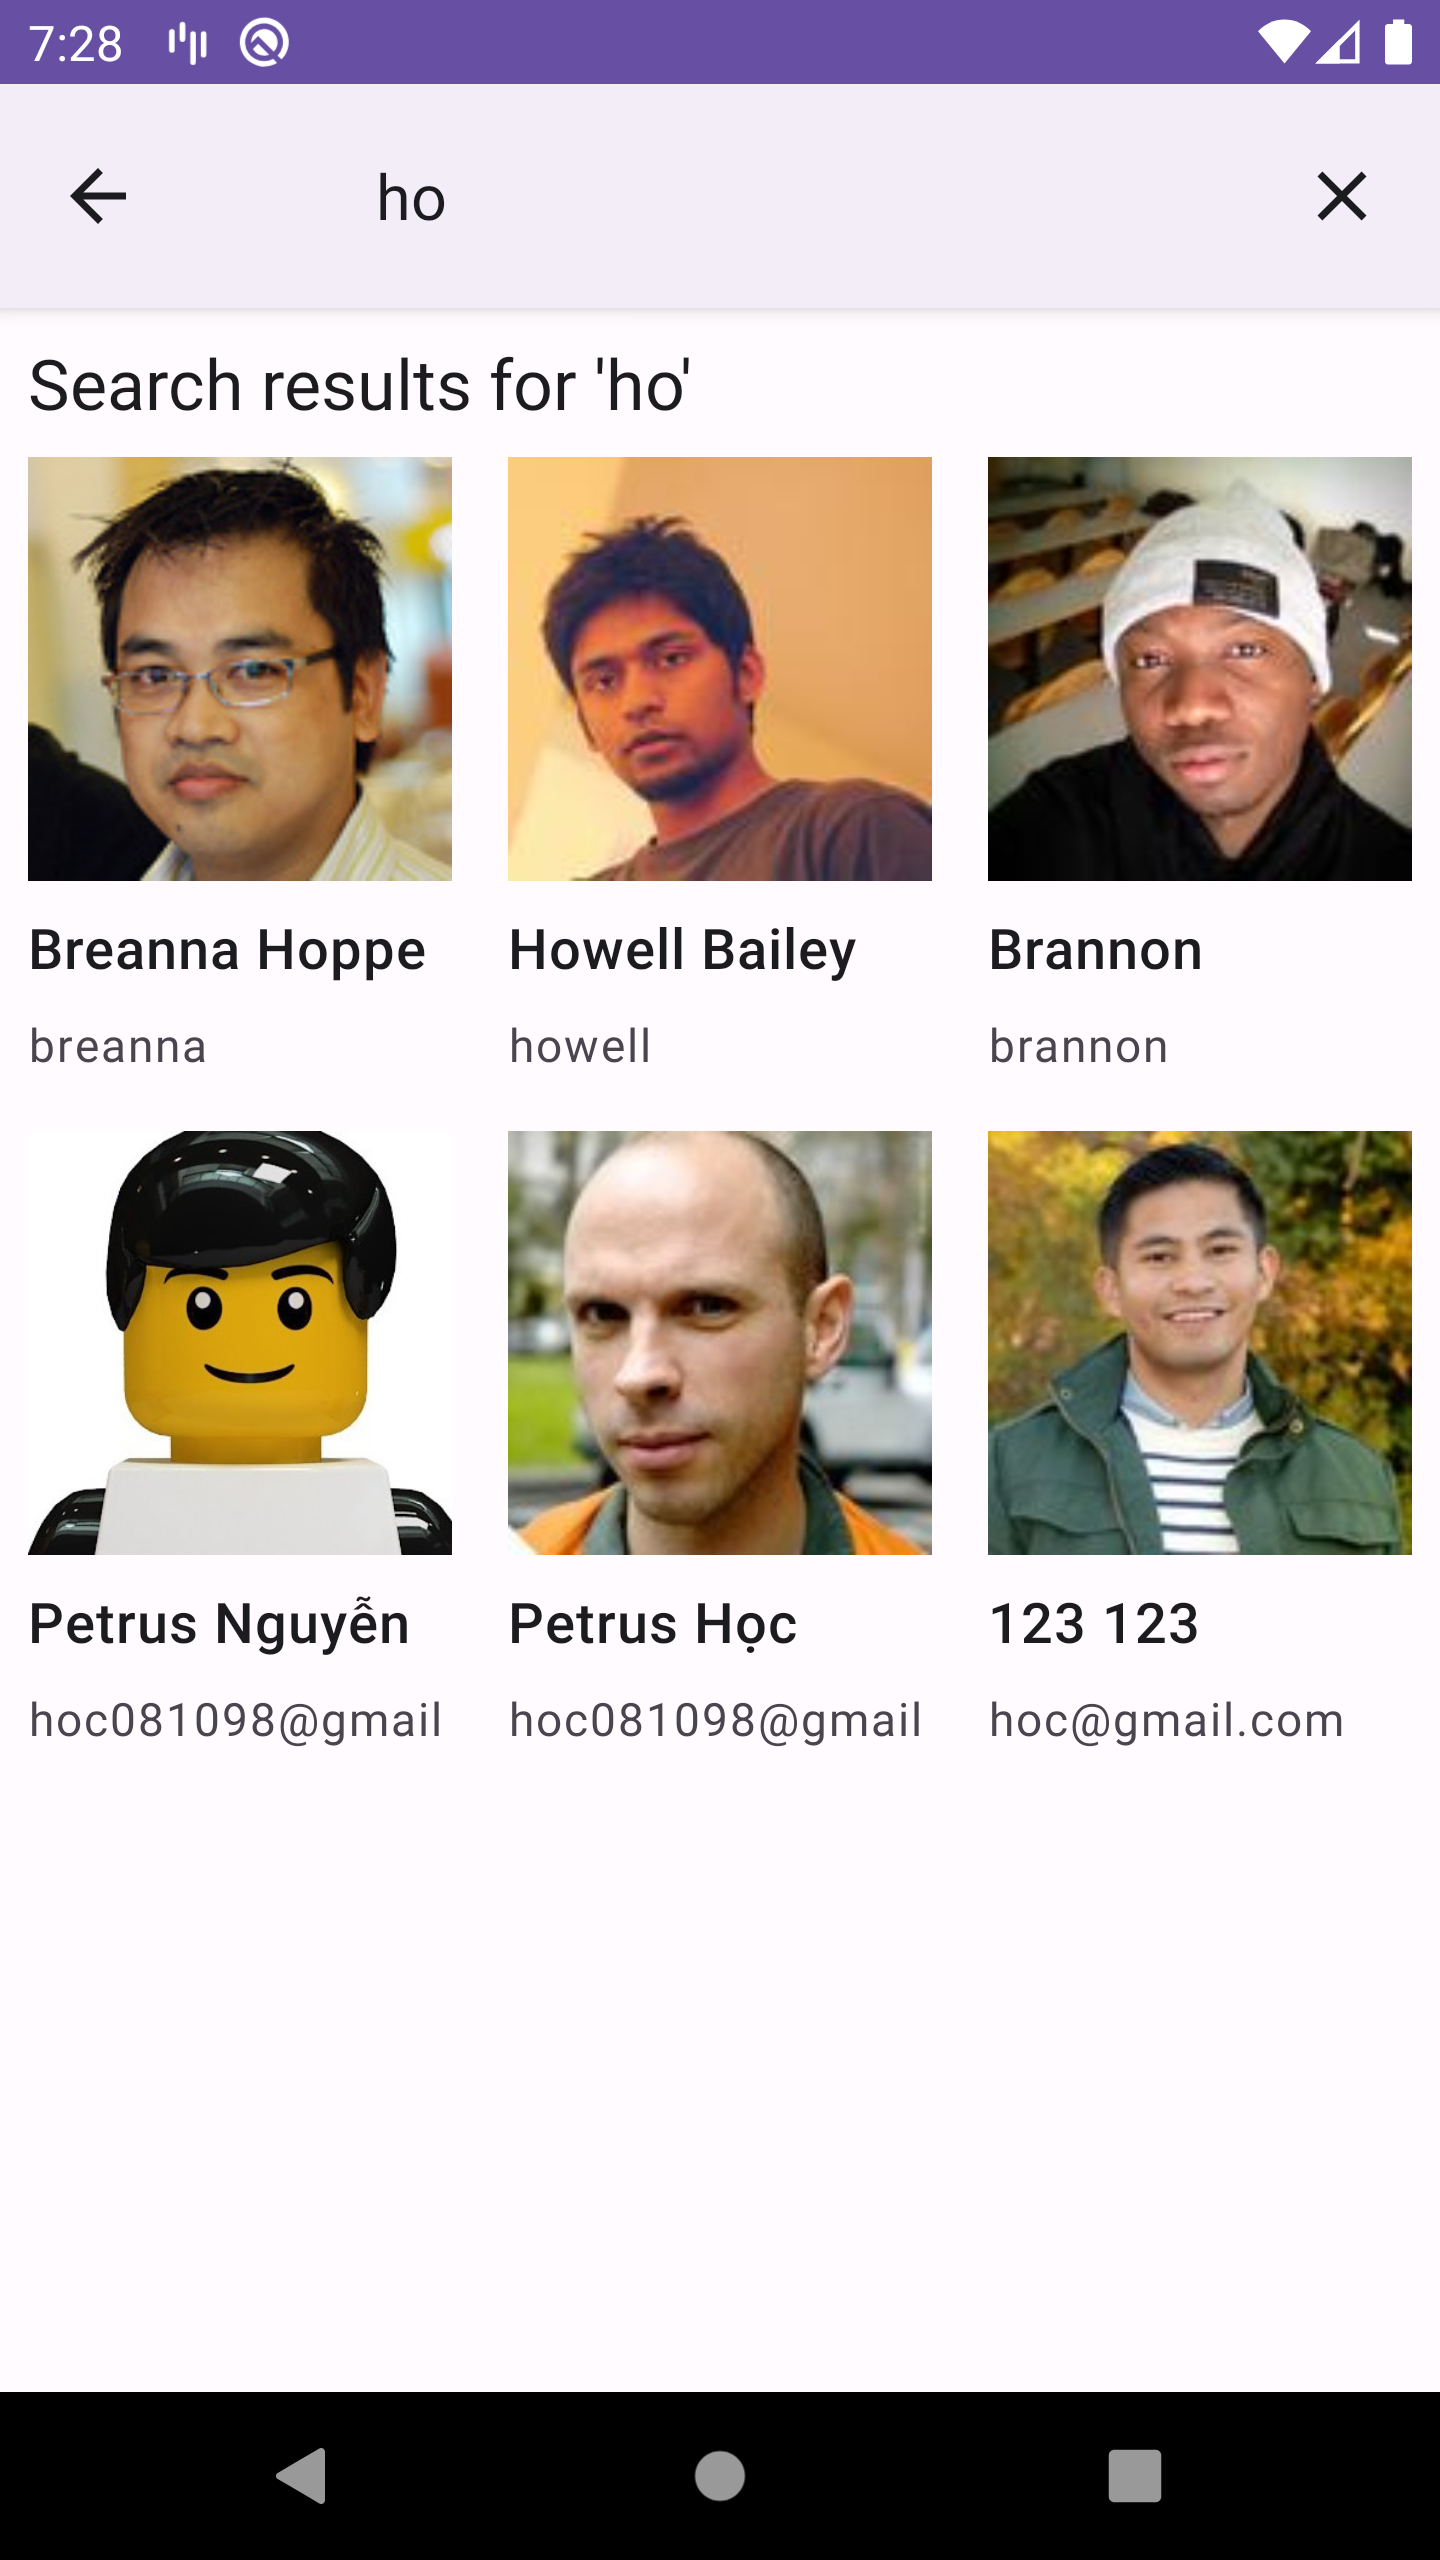 7:28
ho
Search results for 'ho'
Breanna Hoppe
breanna
Howell Bailey
howell
Brannon
brannon
Petrus Nguyễn
hoc081098@gmail
Petrus Học
hoc081098@gmail
123 123
hoc@gmail.com